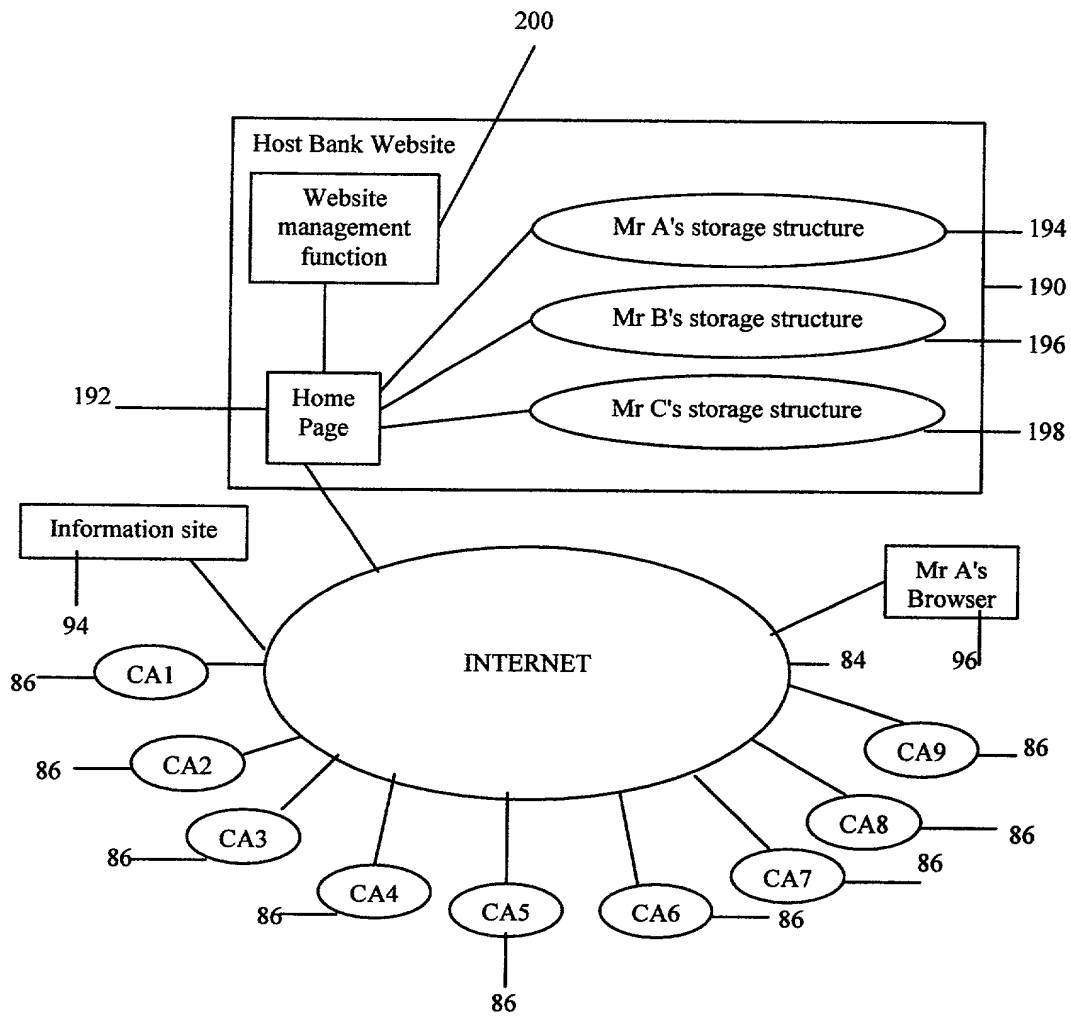 200
Host Bank Website
Website
management
function
Mr A's storage structure
194
190
Mr B's storage structure
196
192
Home
Page
Mr C's storage structure
198
Information site
94
Mr A's
Browser
96
INTERNET
84
86
CA1
86
CA2
86
CA3
86
CA4
86
CA5
86
CA6
86
CA7
86
CA8
86
CA9
86